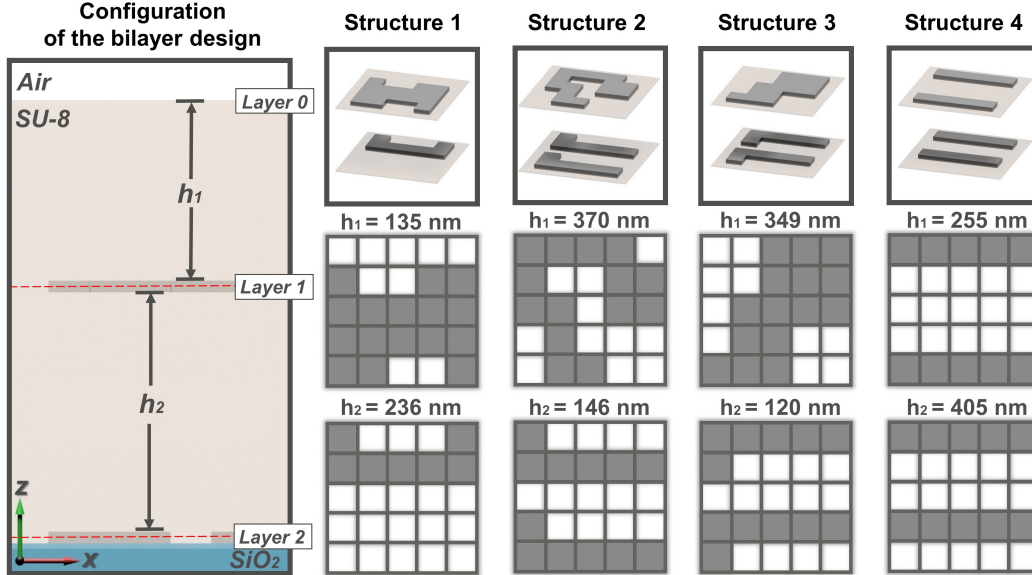 Configuration
of the bilayer design
Air
Layer 0
SU-8
h₁
Layer 1
h₂
z
Layer 2
x
SiO₂
Structure 1
Structure 2
Structure 3
Structure 4
h₁ = 135 nm
h₁ = 370 nm
h₁ = 349 nm
h₁ = 255 nm
h₂ = 236 nm
h₂ = 146 nm
h₂ = 120 nm
h₂ = 405 nm